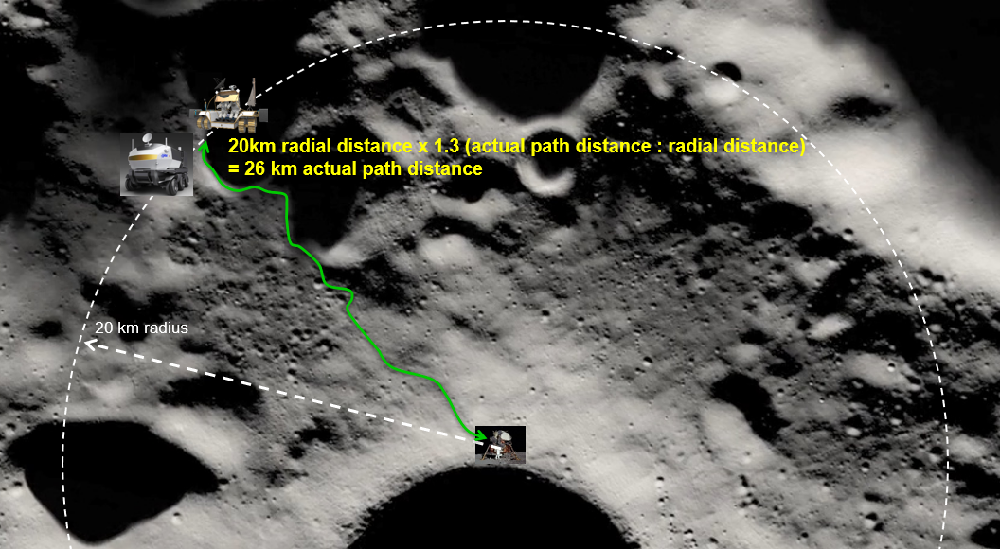 20km radial distance x 1.3 (actual path distance : radial distance)
= 26 km actual path distance
20 km radius